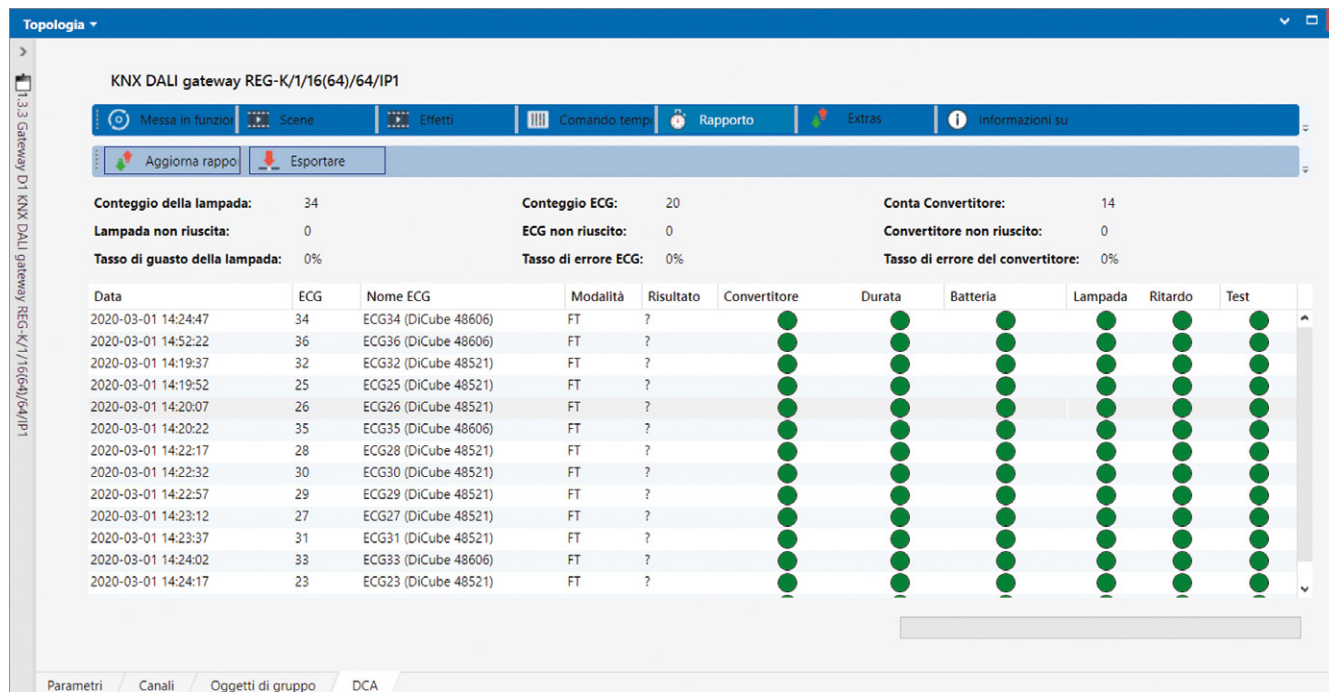 Topologia
1.3.3 Gateway D1 KNX DALI gateway REG-K/1/16(64)/64/IP1
KNX DALI gateway REG-K/1/16(64)/64/IP1
Messa in funzior Scene Effetti Comando temp Rapporto Extras Informazioni su
Aggiorna rappo Esportare
Conteggio della lampada: 34 Conteggio ECG: 20 Conta Convertitore: 14
Lampada non riuscita: 0 ECG non riuscito: 0 Convertitore non riuscito: 0
Tasso di guasto della lampada: 0% Tasso di errore ECG: 0% Tasso di errore del convertitore: 0%
Data ECG Nome ECG Modalità Risultato Convertitore Durata Batteria Lampada Ritardo Test
2020-03-01 14:24:47 34 ECG34 (DiCube 48606) FT ?
2020-03-01 14:52:22 36 ECG36 (DiCube 48606) FT ?
2020-03-01 14:19:37 32 ECG32 (DiCube 48521) FT ?
2020-03-01 14:19:52 25 ECG25 (DiCube 48521) FT ?
2020-03-01 14:20:07 26 ECG26 (DiCube 48521) FT ?
2020-03-01 14:20:22 35 ECG35 (DiCube 48606) FT ?
2020-03-01 14:22:17 28 ECG28 (DiCube 48521) FT ?
2020-03-01 14:22:32 30 ECG30 (DiCube 48521) FT ?
2020-03-01 14:22:57 29 ECG29 (DiCube 48521) FT ?
2020-03-01 14:23:12 27 ECG27 (DiCube 48521) FT ?
2020-03-01 14:23:37 31 ECG31 (DiCube 48521) FT ?
2020-03-01 14:24:02 33 ECG33 (DiCube 48606) FT ?
2020-03-01 14:24:17 23 ECG23 (DiCube 48521) FT ?
Parametri Canali Oggetti di gruppo DCA